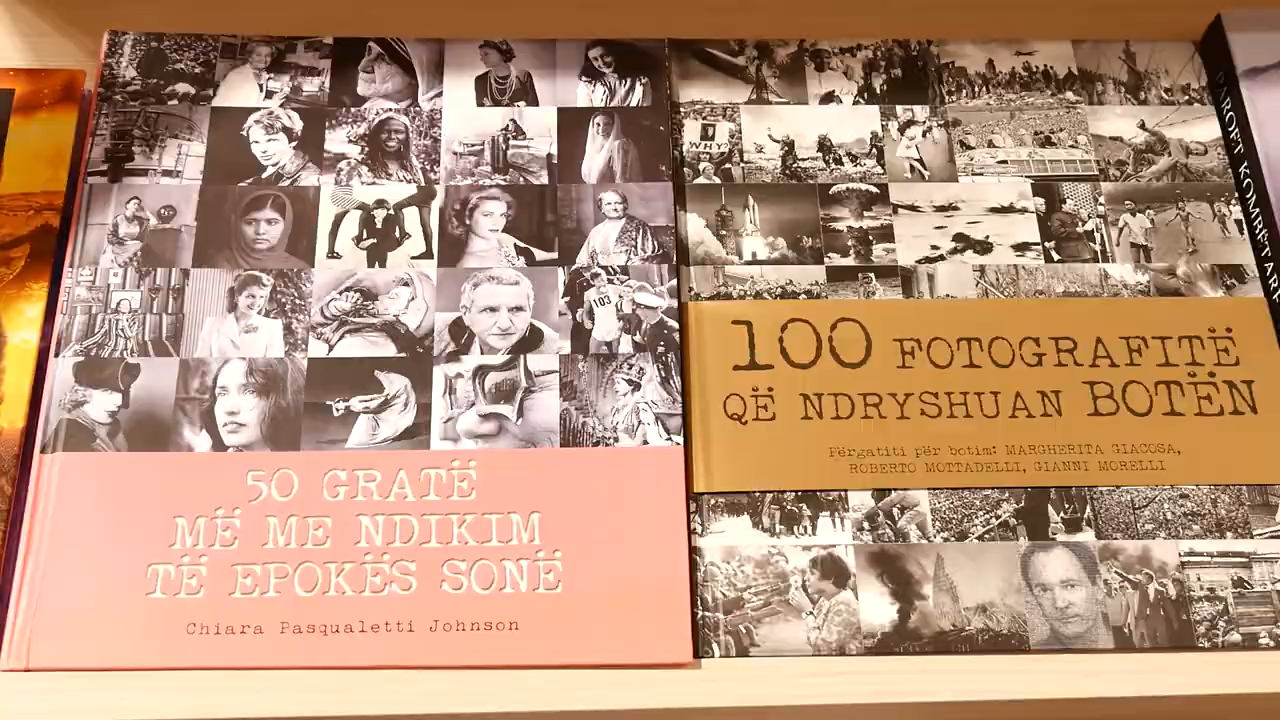 50 GRATË
MË ME NDIKIM
TË EPOKËS SONË
Chiara Pasqualetti Johnson
103
WHY?
100 FOTOGRAFITË
QË NDRYSHUAN BOTËN
Përgatiti për botim: MARGHERITA GIACOSA,
ROBERTO MOTTADELLI, GIANNI MORELLI
KOMBËTARE